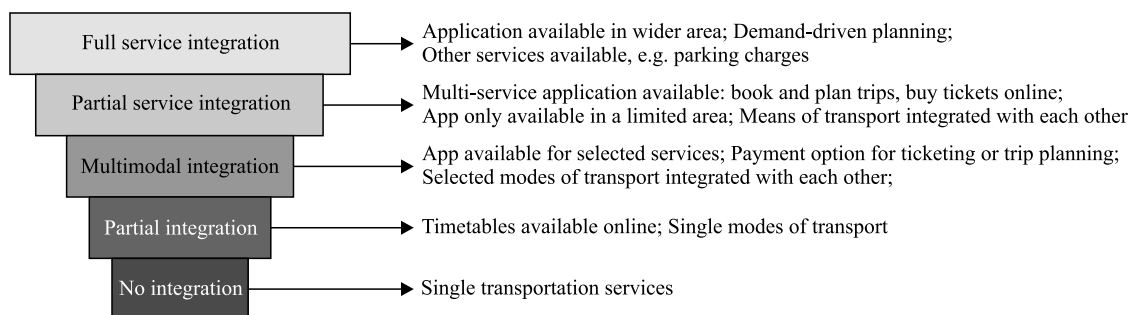 Full service integration
Application available in wider area; Demand-driven planning;
Other services available, e.g. parking charges
Partial service integration
Multi-service application available: book and plan trips, buy tickets online;
App only available in a limited area; Means of transport integrated with each other
Multimodal integration
App available for selected services; Payment option for ticketing or trip planning;
Selected modes of transport integrated with each other;
Partial integration
Timetables available online; Single modes of transport
No integration
Single transportation services